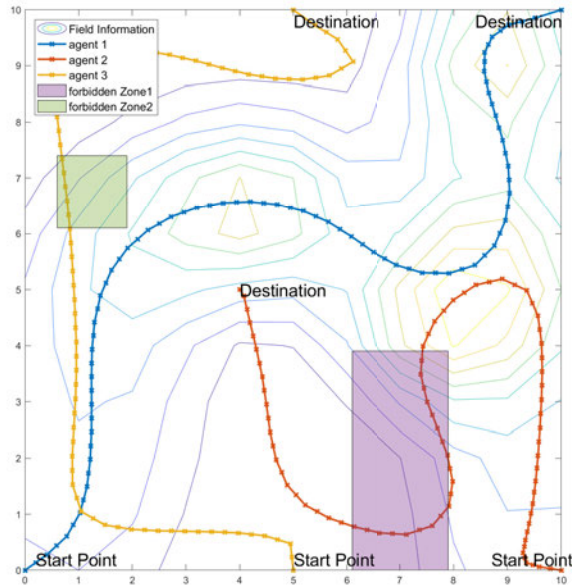 10
Field Information
agent 1
agent 2
agent 3
forbidden Zone1
forbidden Zone2
Destination
Destination
9
8
7
6
5
Destination
4
3
2
1
0
Start Point
Start Point
Start Point
0 1 2 3 4 5 6 7 8 9 10